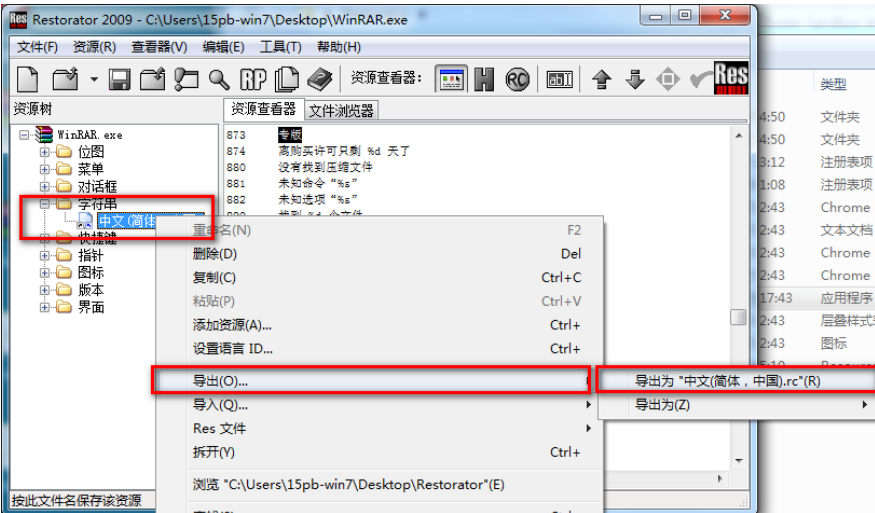 Restorator 2009 - C:\Users\15pb-win7\Desktop\WinRAR.exe
文件(F) 资源(R) 查看器(V) 编辑(E) 工具(T) 帮助(H)
资源查看器:
Res
资源树
资源查看器 文件浏览器
WinRAR.exe
位图
菜单
对话框
字符串
中文(简体
快捷键
指针
图标
版本
界面
873 专版
874 离购买许可只剩 %d 天了
880 没有找到压缩文件
881 未知命令 “%s”
882 未知选项 “%s”
重命名(N) F2
删除(D) Del
复制(C) Ctrl+C
粘贴(P) Ctrl+V
添加资源(A)... Ctrl+
设置语言 ID... Ctrl+
导出(O)...
导入(Q)...
Res 文件
拆开(Y) Ctrl+
浏览 "C:\Users\15pb-win7\Desktop\Restorator"(E)
导出为 "中文(简体，中国).rc"(R)
导出为(Z)
按此文件名保存该资源
类型
4:50 文件夹
4:50 文件夹
3:12 注册表项
1:08 注册表项
2:43 Chrome
2:43 文本文档
2:43 Chrome
2:43 Chrome
17:43 应用程序
2:43 层叠样式
2:43 图标